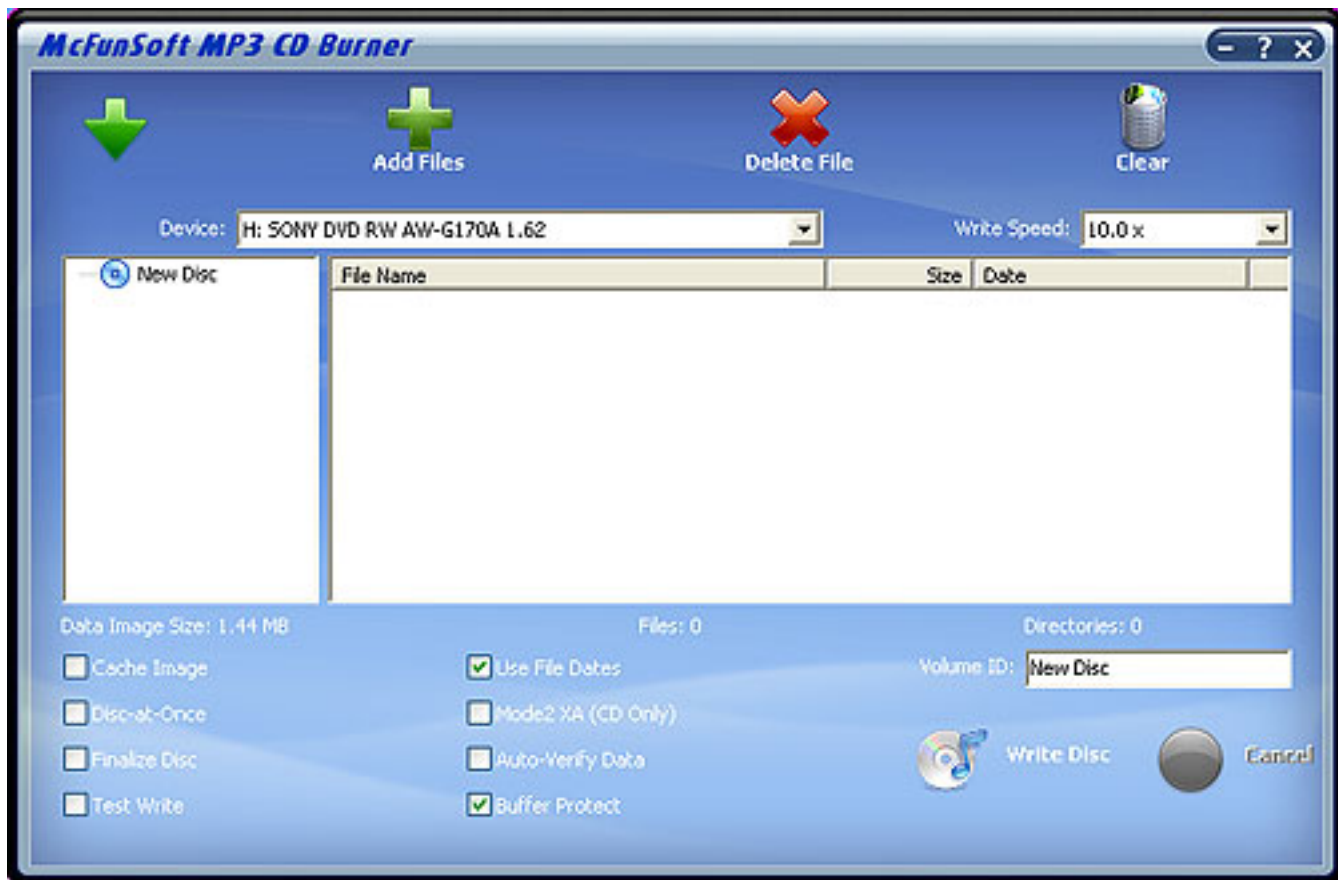 McFunSoft MP3 CD Burner
- ? x
Add Files Delete File Clear
Device: H: SONY DVD RW AW-G170A 1.62 Write Speed: 10.0 x
New Disc File Name Size Date
Data Image Size: 1.44 MB Files: 0 Directories: 0
Cache Image Use File Dates Volume ID: New Disc
Disc-at-Once Mode2 XA (CD Only)
Finalize Disc Auto-Verify Data Write Disc Cancel
Test Write Buffer Protect